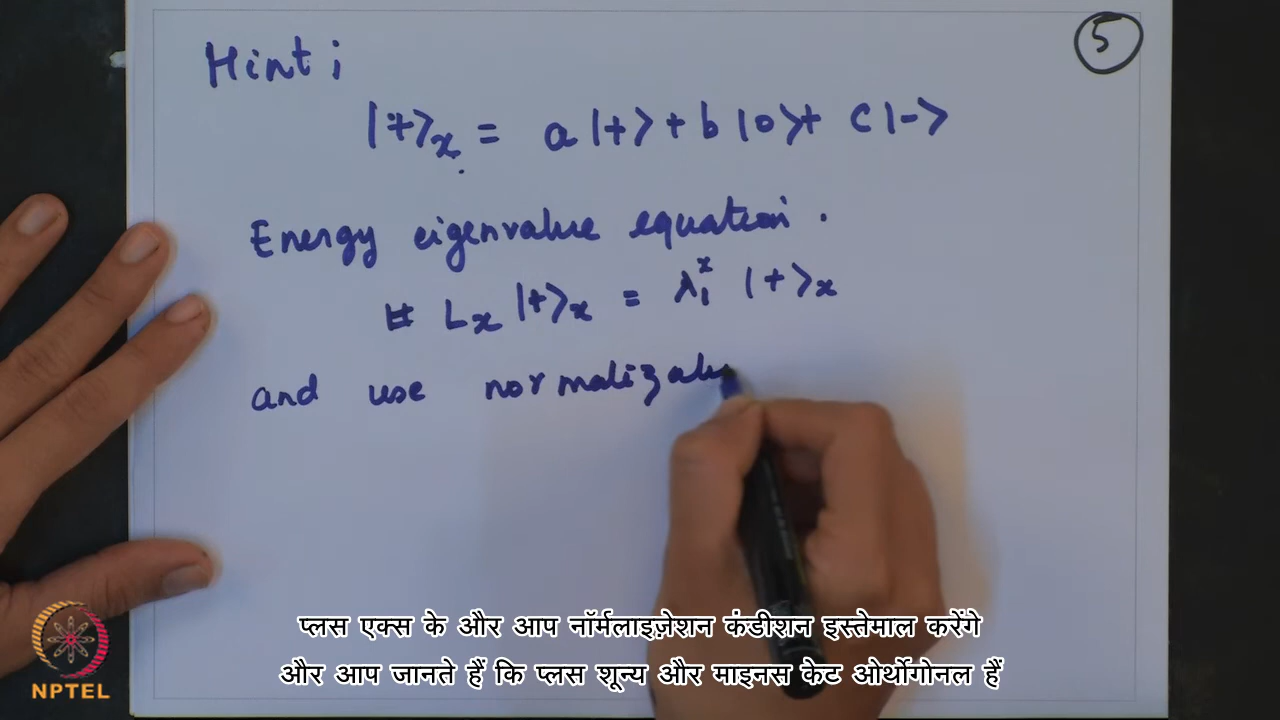 Hint ;
5
|+⟩x = a |+⟩ + b |0⟩ + c |-⟩
Energy eigenvalue equation .
Lx |+⟩x = λ₁ˣ |+⟩x
and use normalizat
प्लस एक्स के और आप नॉर्मलाइज़ेशन कंडीशन इस्तेमाल करेंगे
और आप जानते हैं कि प्लस शून्य और माइनस केट ओर्थोगोनल हैं
NPTEL